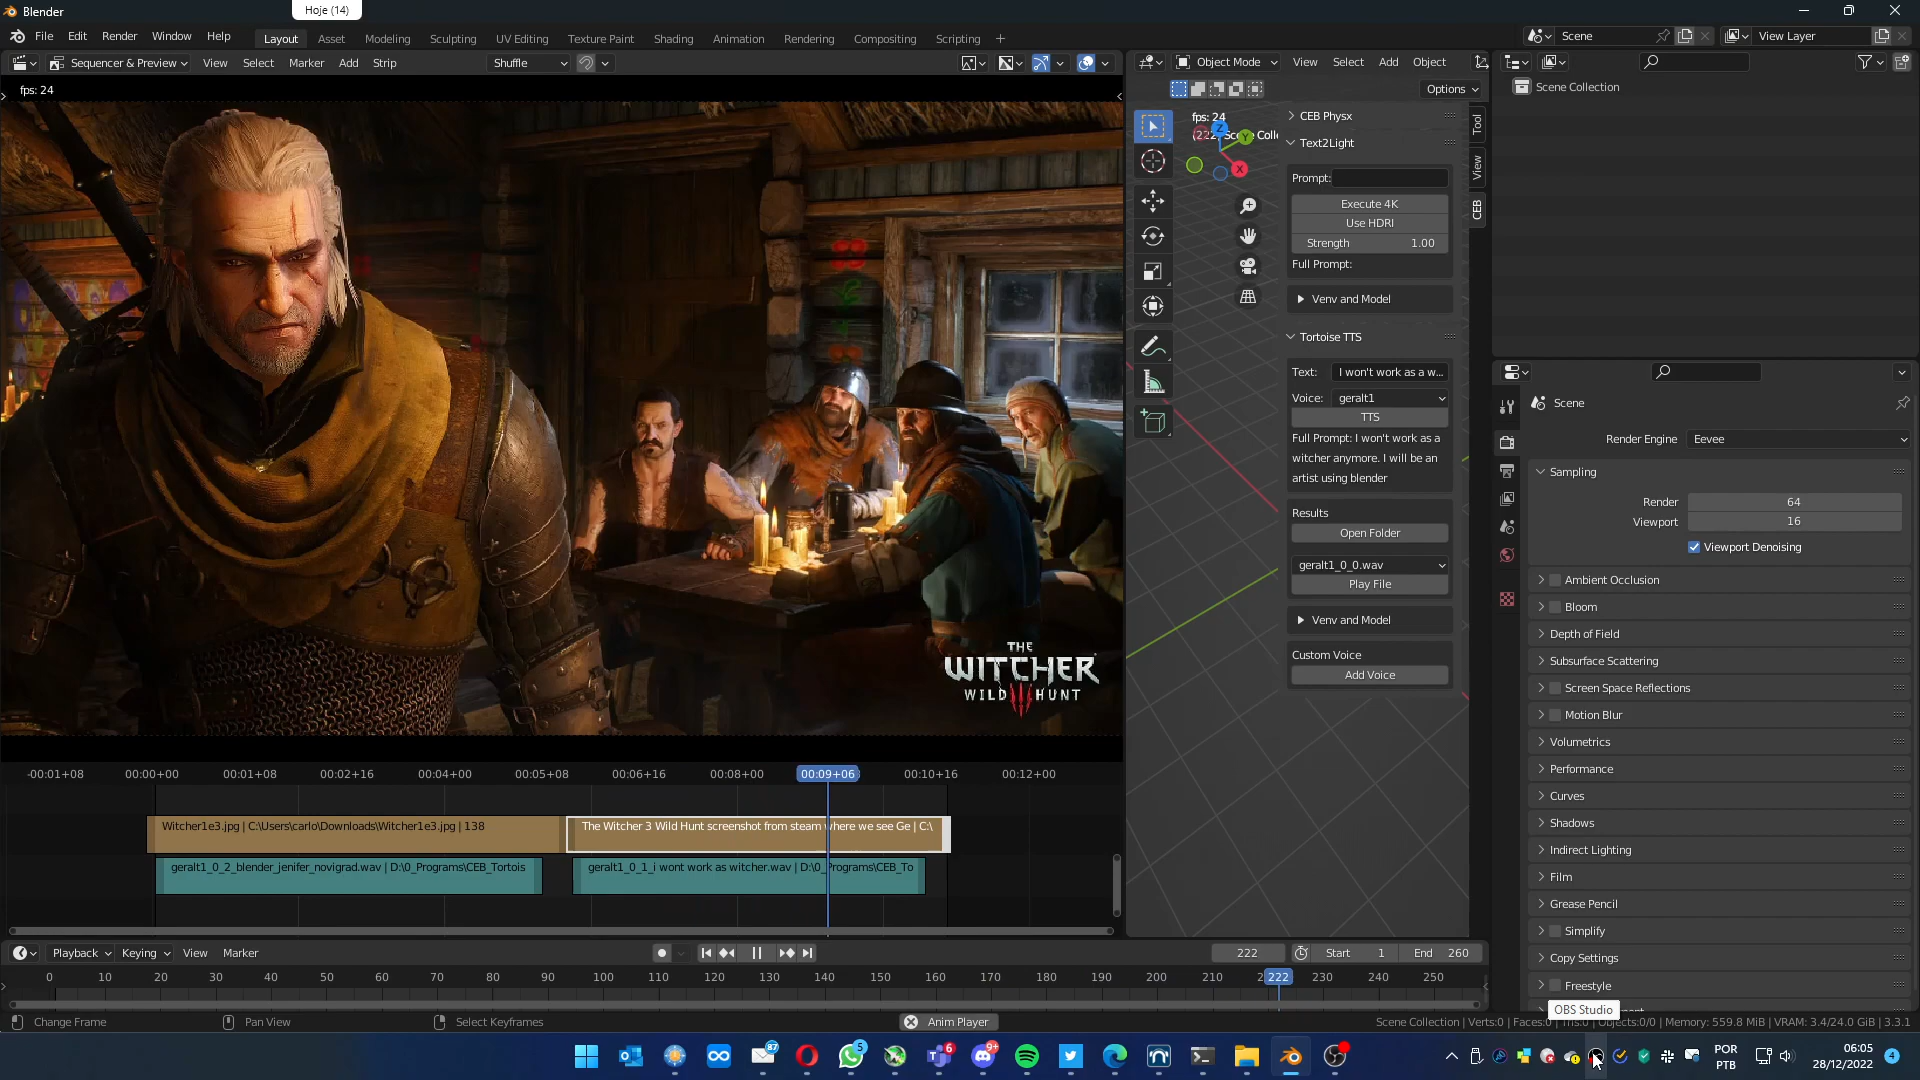 Blender
Hoje (14)
File Edit Render Window Help
Layout Asset Modeling Sculpting UV Editing Texture Paint Shading Animation Rendering Compositing Scripting +
Scene
View Layer
Sequencer & Preview View Select Marker Add Strip
Shuffle
Object Mode View Select Add Object
Options
fps: 24
fps: 24
Z
Y
X
CEB Physx
Text2Light
Prompt:
Execute 4K
Use HDRI
Strength 1.00
Full Prompt:
Venv and Model
Tortoise TTS
Text: I won't work as a w...
Voice: geralt1
TTS
Full Prompt: I won't work as a
witcher anymore. I will be an
artist using blender
Results
Open Folder
geralt1_0_0.wav
Play File
Venv and Model
Custom Voice
Add Voice
Tool
View
CEB
Scene Collection
Scene
Render Engine Eevee
Sampling
Render 64
Viewport 16
Viewport Denoising
Ambient Occlusion
Bloom
Depth of Field
Subsurface Scattering
Screen Space Reflections
Motion Blur
Volumetrics
Performance
Curves
Shadows
Indirect Lighting
Film
Grease Pencil
Simplify
Copy Settings
Freestyle
OBS Studio
THE
WITCHER
WILD HUNT
-00:01+08 00:00+00 00:01+08 00:02+16 00:04+00 00:05+08 00:06+16 00:08+00 00:09+06 00:10+16 00:12+00
Witcher1e3.jpg | C:\Users\carlo\Downloads\Witcher1e3.jpg | 138
The Witcher 3 Wild Hunt screenshot from steam where we see Ge | C:\
geralt1_0_2_blender_jenifer_novigrad.wav | D:\0_Programs\CEB_Tortois
geralt1_0_1_i wont work as witcher.wav | D:\0_Programs\CEB_To
Playback Keying View Marker
222
Start 1
End 260
0 10 20 30 40 50 60 70 80 90 100 110 120 130 140 150 160 170 180 190 200 210 222 230 240 250
Change Frame
Pan View
Select Keyframes
Anim Player
Scene Collection | Verts:0 | Faces:0 | Tris:0 | Objects:0/0 | Memory: 559.8 MiB | VRAM: 3.4/24.0 GiB | 3.3.1
87
5
6
9+
POR
PTB
06:05
28/12/2022
4